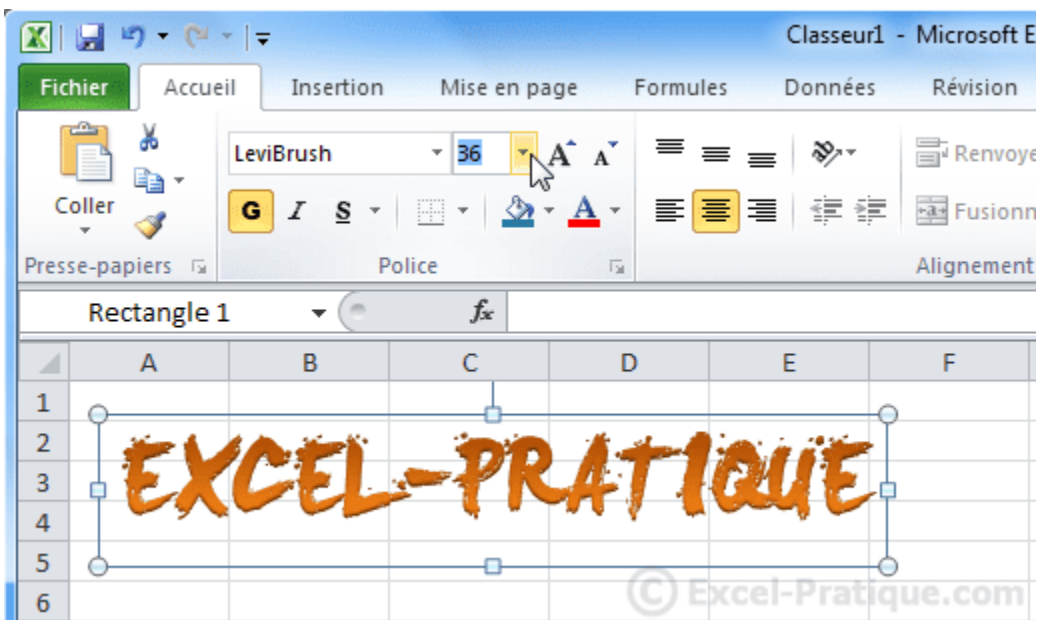 Classeur1 - Microsoft E
Fichier Accueil Insertion Mise en page Formules Données Révision
LeviBrush 36 A A Renvoye
Coller
G I S A Fusionn
Presse-papiers Police Alignement
Rectangle 1 fx
A B C D E F
1
2
EXCEL-PRATIQUE
3
4
5
6
© Excel-Pratique.com